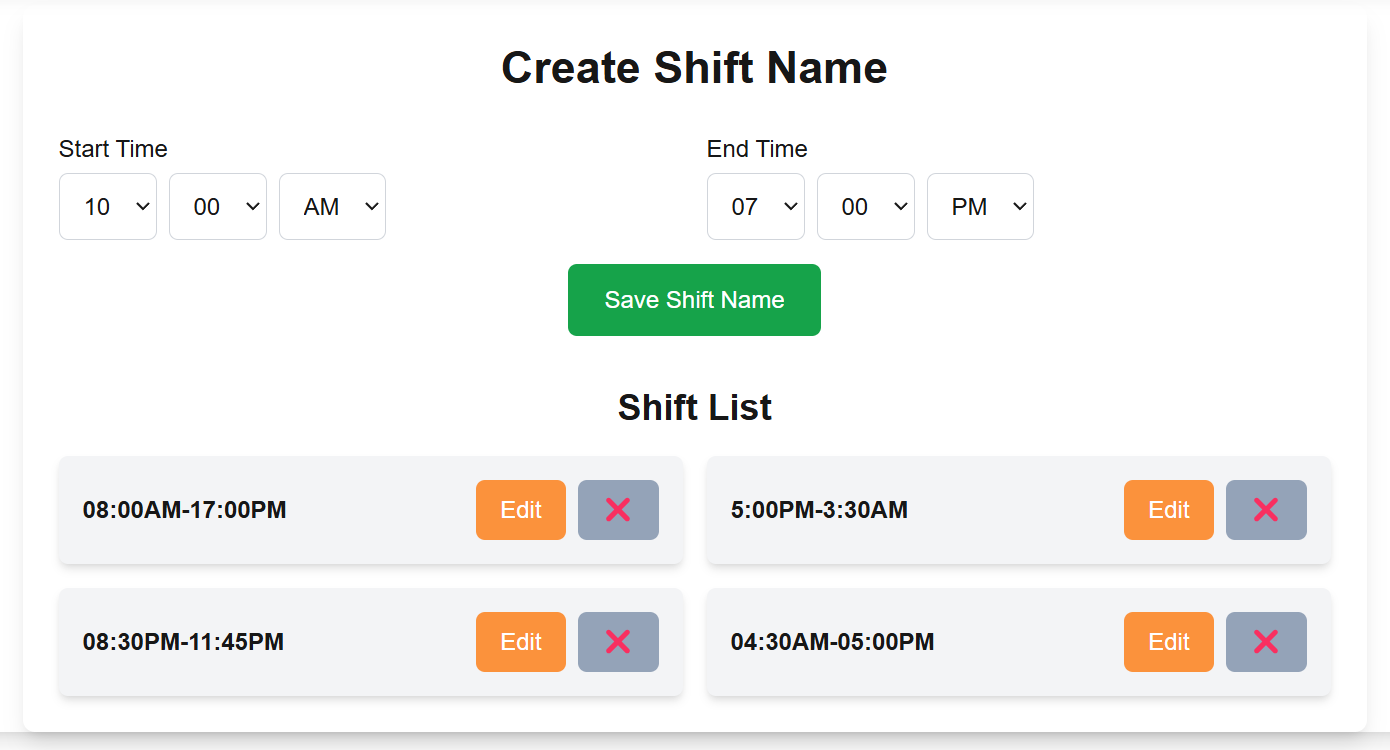 Create Shift Name
Start Time
End Time
10 00 AM
07 00 PM
Save Shift Name
Shift List
08:00AM-17:00PM Edit
5:00PM-3:30AM Edit
08:30PM-11:45PM Edit
04:30AM-05:00PM Edit